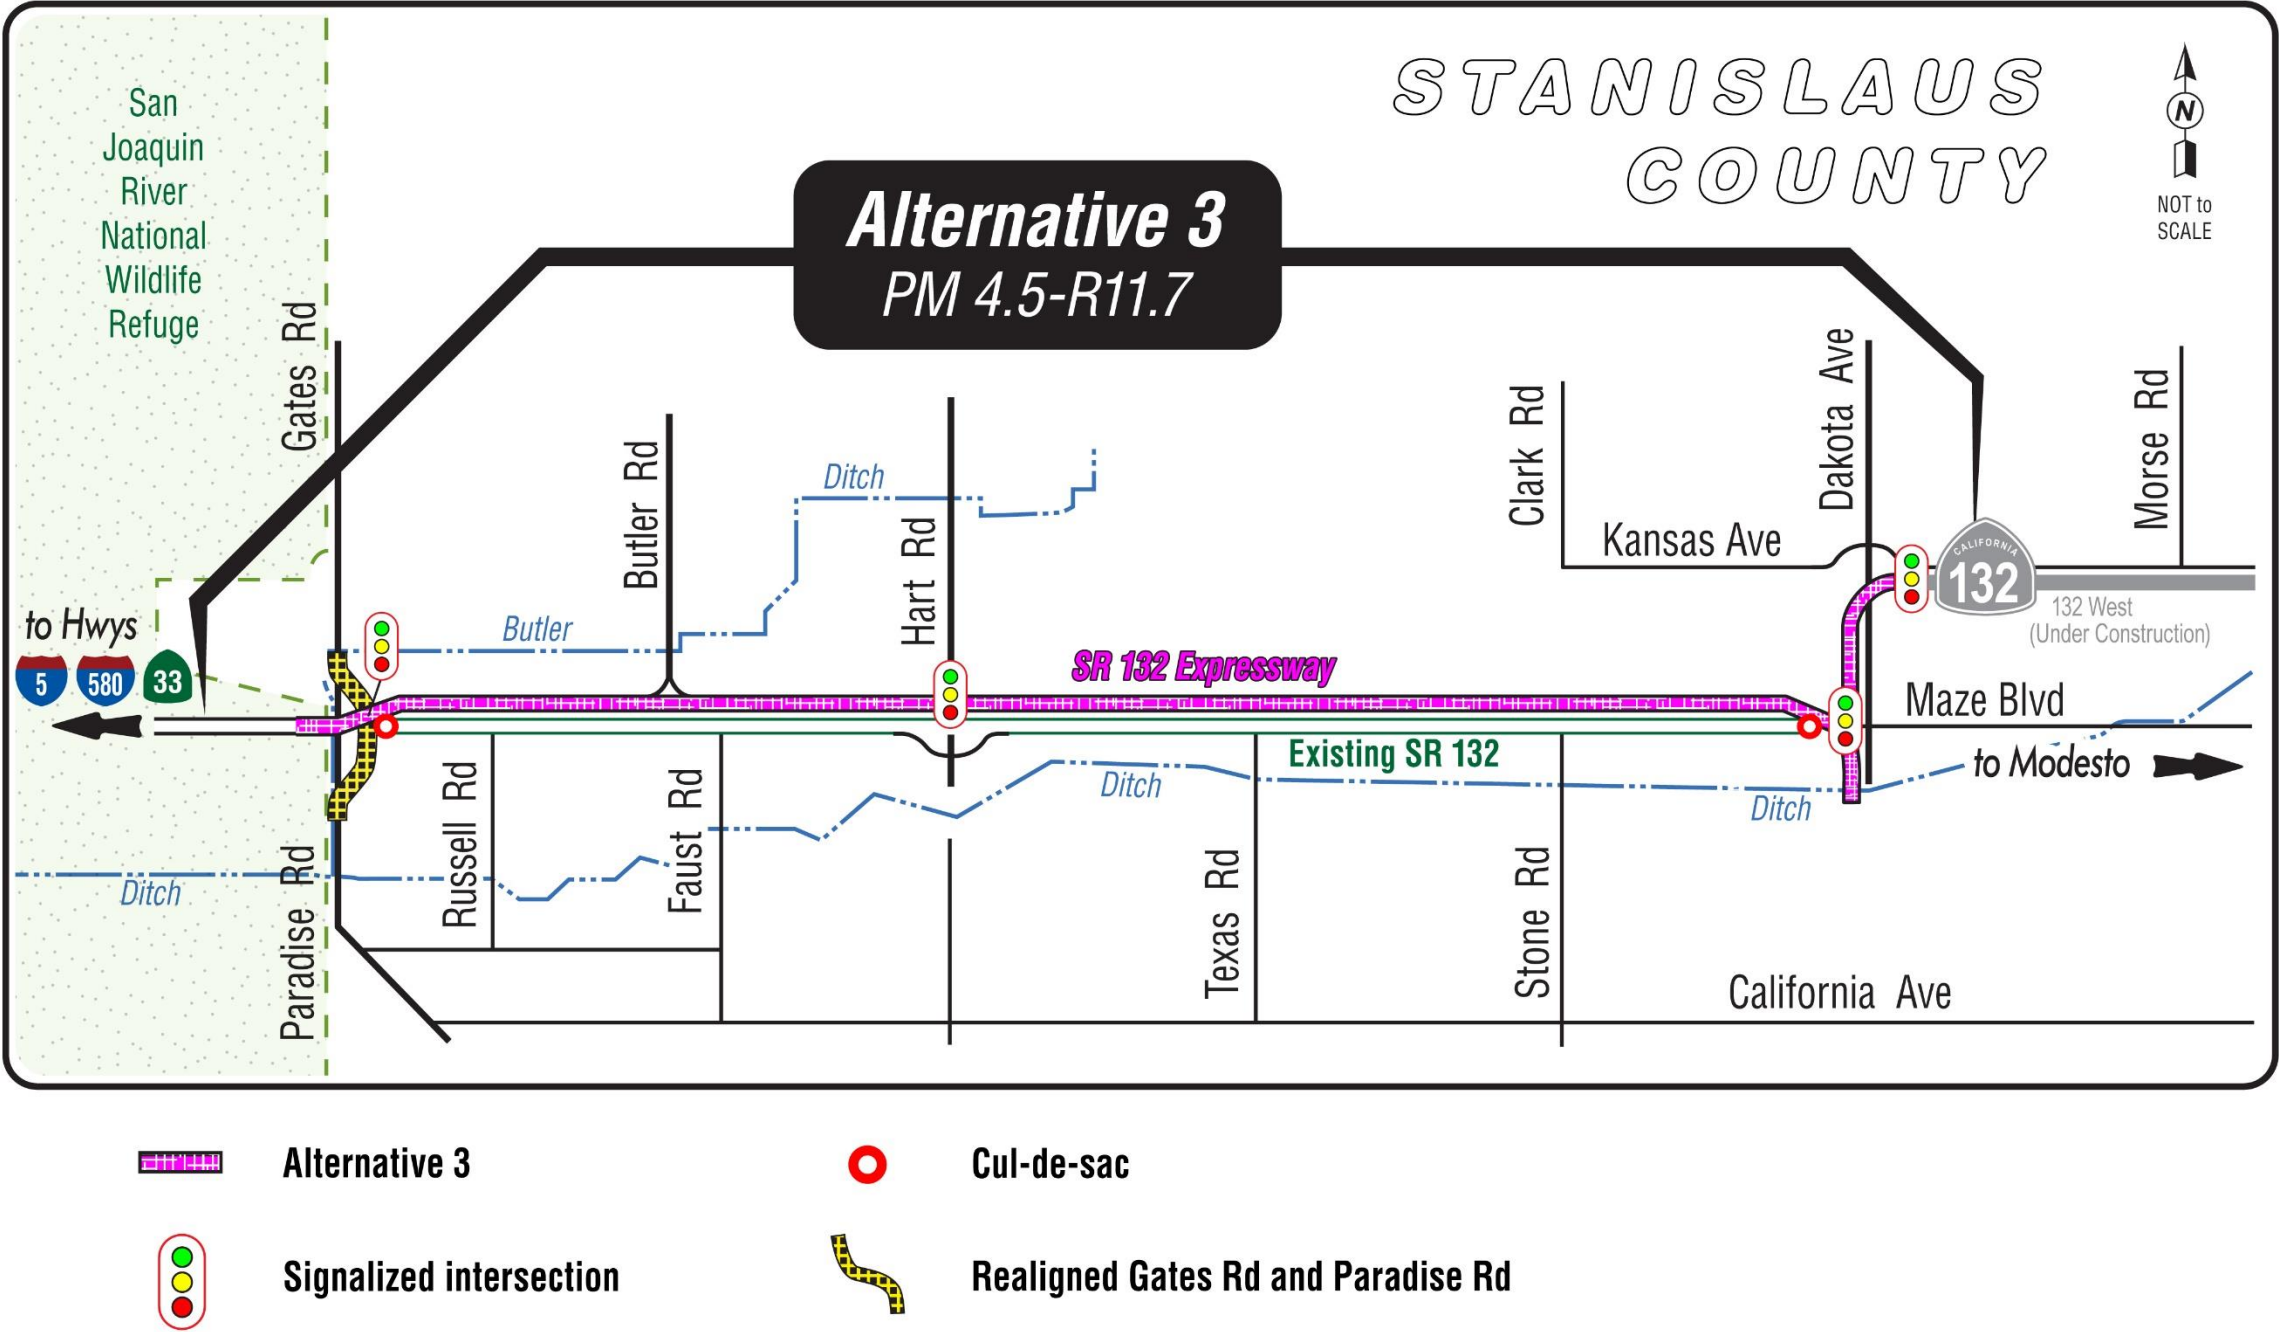 STANISLAUS
COUNTY
N
NOT to
SCALE
San
Joaquin
River
National
Wildlife
Refuge
Alternative 3
PM 4.5-R11.7
Gates Rd
Butler Rd
Ditch
Hart Rd
Clark Rd
Kansas Ave
Dakota Ave
Morse Rd
CALIFORNIA
132
132 West
(Under Construction)
to Hwys
5
580
33
Butler
SR 132 Expressway
Maze Blvd
Existing SR 132
to Modesto
Ditch
Ditch
Ditch
Paradise Rd
Russell Rd
Faust Rd
Texas Rd
Stone Rd
California Ave
Alternative 3
Cul-de-sac
Signalized intersection
Realigned Gates Rd and Paradise Rd